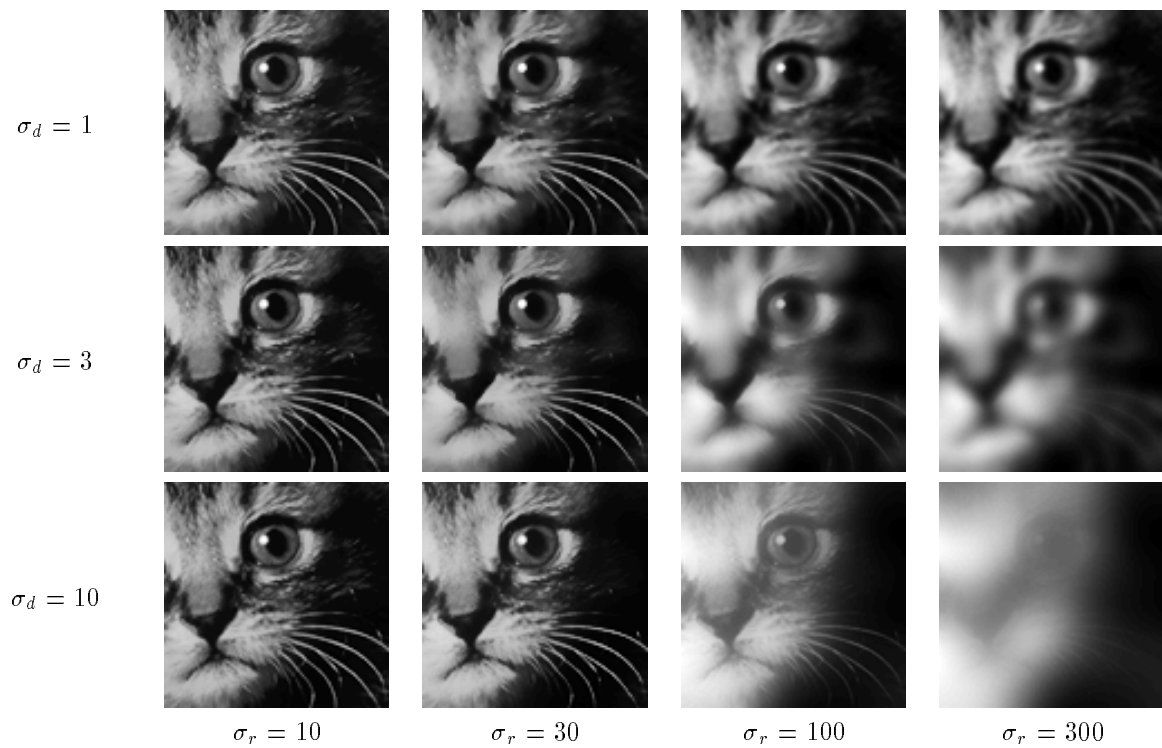 σ_d = 1
σ_d = 3
σ_d = 10
σ_r = 10 σ_r = 30 σ_r = 100 σ_r = 300